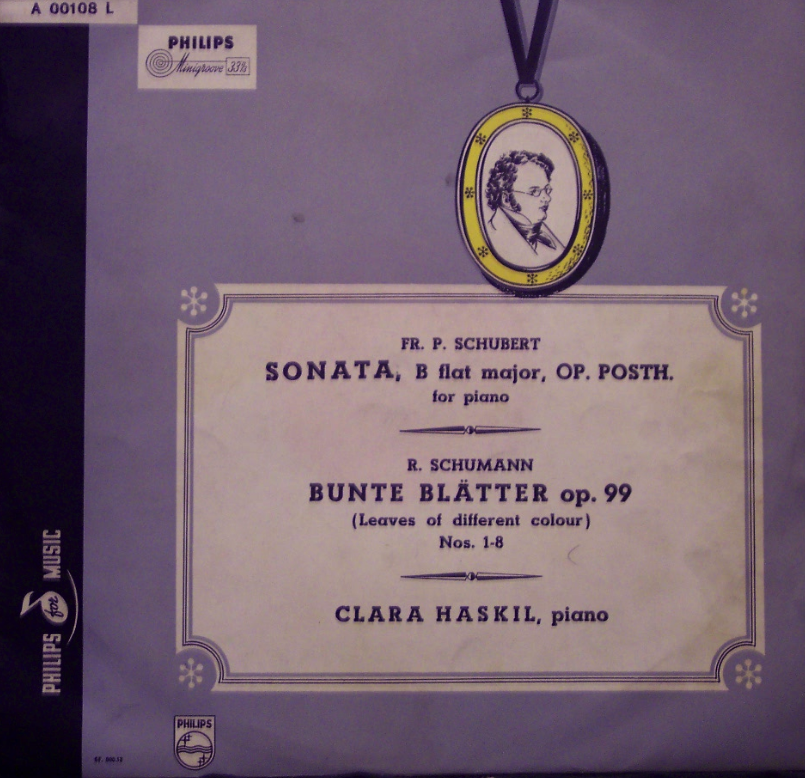 A 00108 L
PHILIPS
Minigroove 33⅓
FR. P. SCHUBERT
SONATA, B flat major, OP. POSTH.
for piano
R. SCHUMANN
BUNTE BLÄTTER op. 99
(Leaves of different colour)
Nos. 1-8
CLARA HASKIL, piano
PHILIPS for MUSIC
PHILIPS